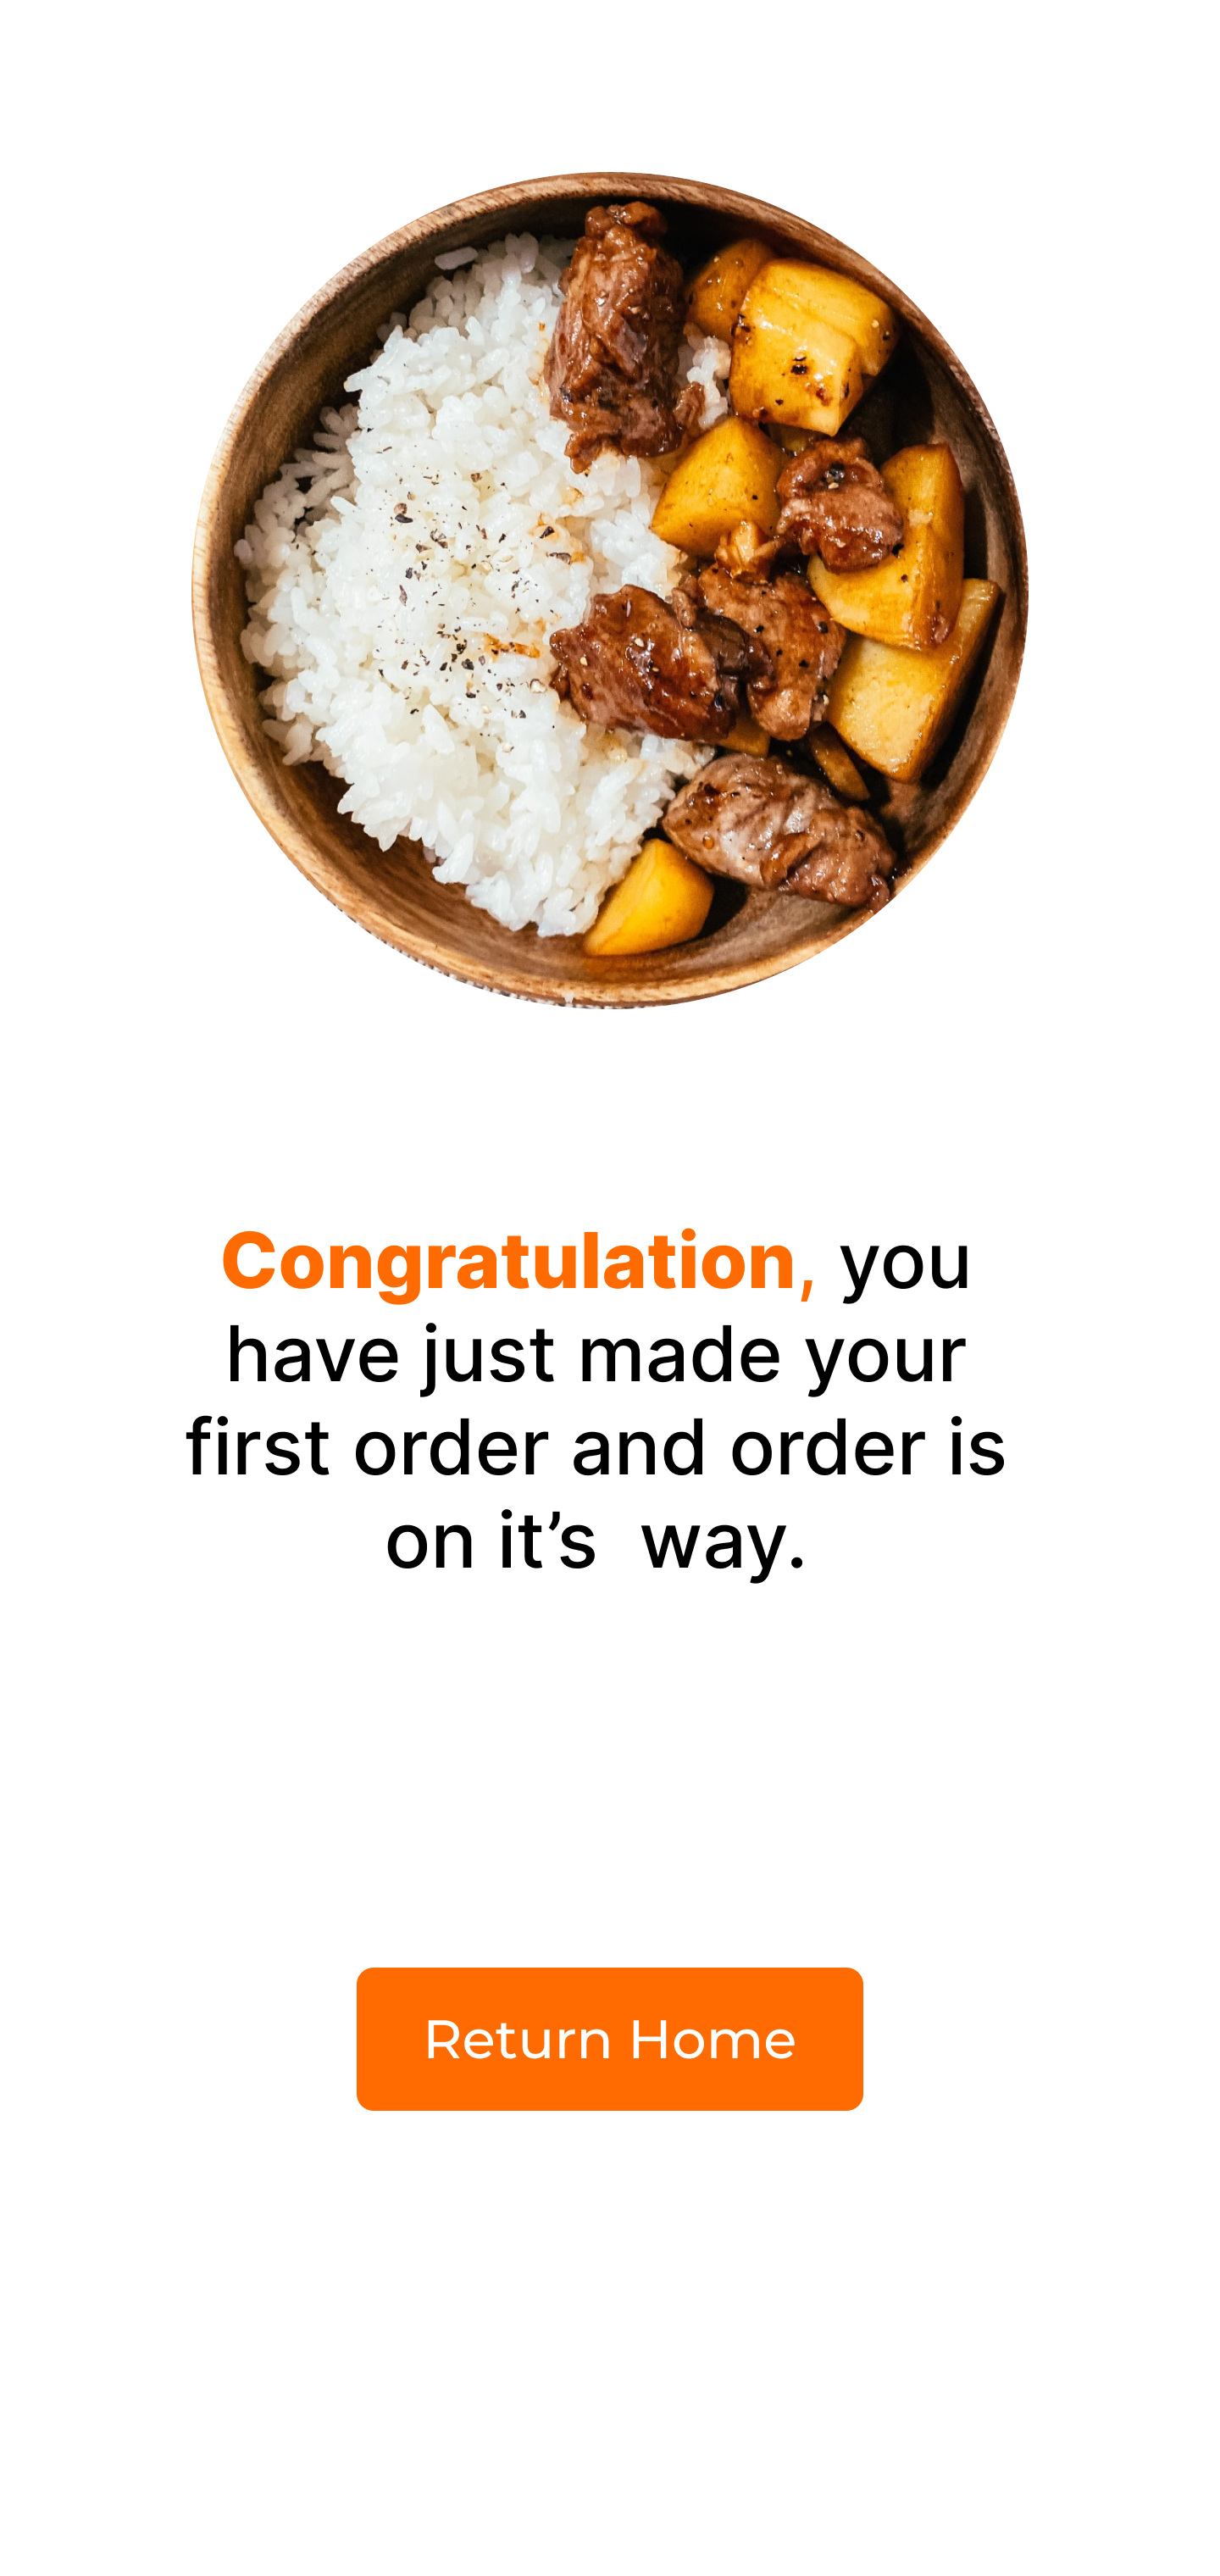 Congratulation, you
have just made your
first order and order is
on it’s  way.
Return Home